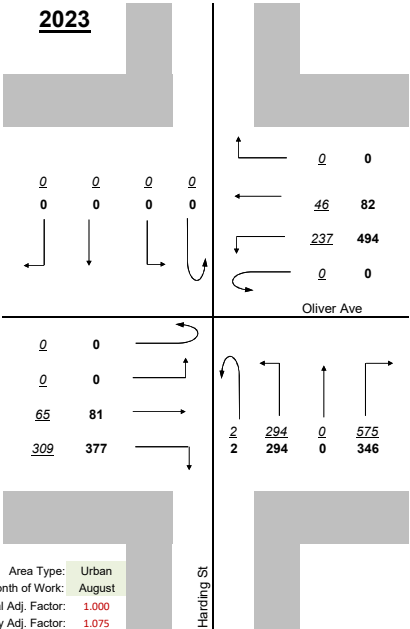 2023
0 0 0 0
0 0 0 0
0 0
46 82
237 494
0 0
Oliver Ave
0 0
0 0
65 81
309 377
2 294 0 575
2 294 0 346
Harding St
Area Type: Urban
onth of Work: August
al Adj. Factor: 1.000
y Adj. Factor: 1.075